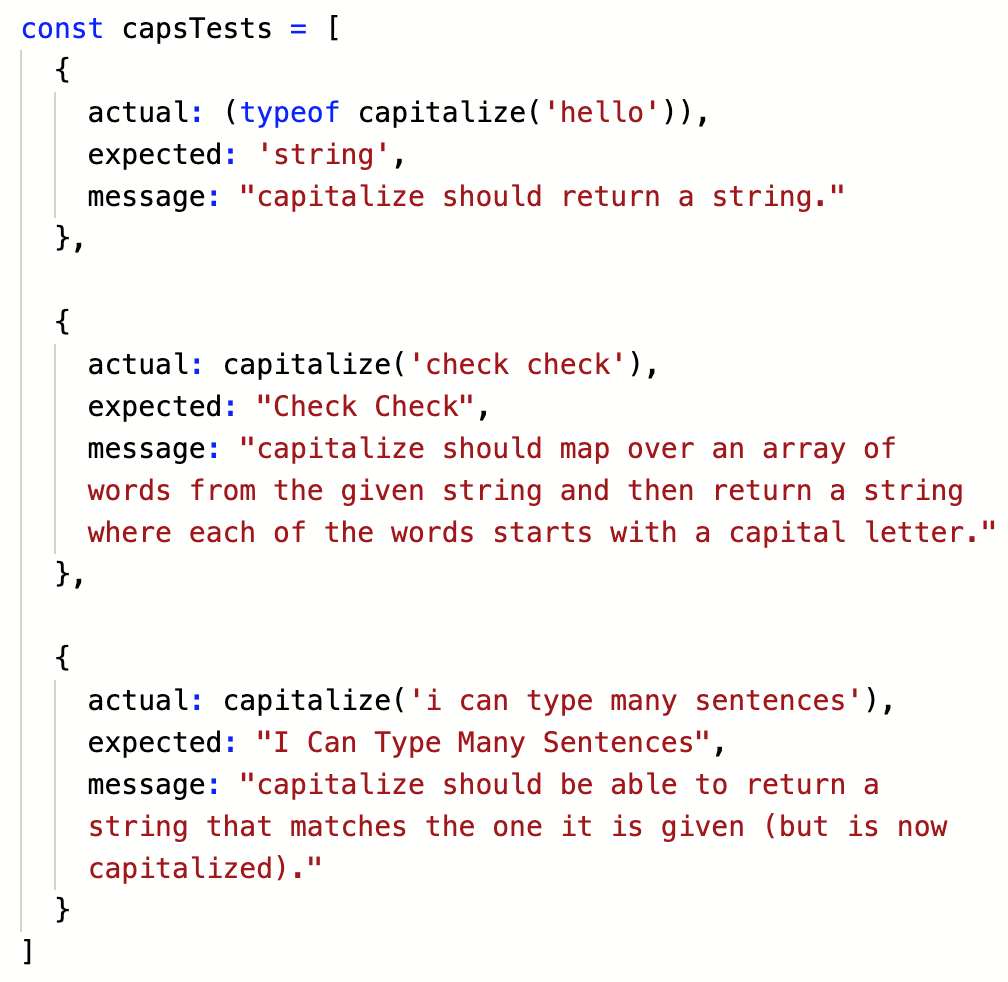 const capsTests = [
  {
    actual: (typeof capitalize('hello')),
    expected: 'string',
    message: "capitalize should return a string."
  },

  {
    actual: capitalize('check check'),
    expected: "Check Check",
    message: "capitalize should map over an array of
    words from the given string and then return a string
    where each of the words starts with a capital letter."
  },

  {
    actual: capitalize('i can type many sentences'),
    expected: "I Can Type Many Sentences",
    message: "capitalize should be able to return a
    string that matches the one it is given (but is now
    capitalized)."
  }
]